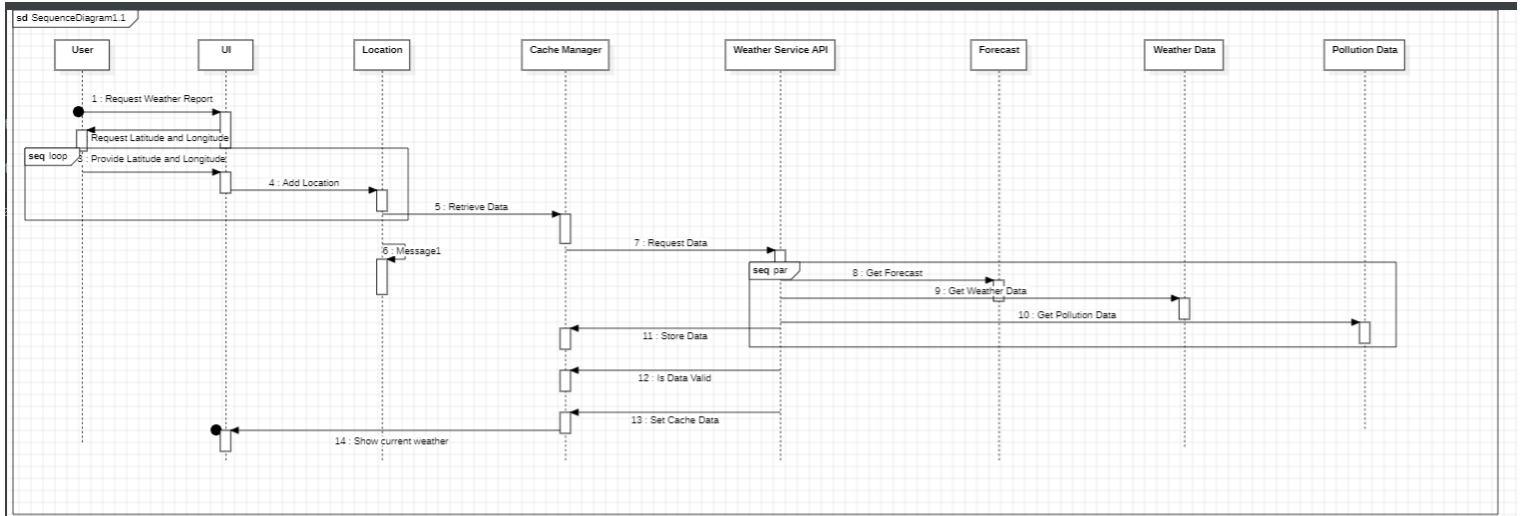 sd SequenceDiagram1.1
User
UI
Location
Cache Manager
Weather Service API
Forecast
Weather Data
Pollution Data
1 : Request Weather Report
Request Latitude and Longitude
seq loop
3 : Provide Latitude and Longitude
4 : Add Location
5 : Retrieve Data
6 : Message1
7 : Request Data
seq par
8 : Get Forecast
9 : Get Weather Data
10 : Get Pollution Data
11 : Store Data
12 : Is Data Valid
13 : Set Cache Data
14 : Show current weather